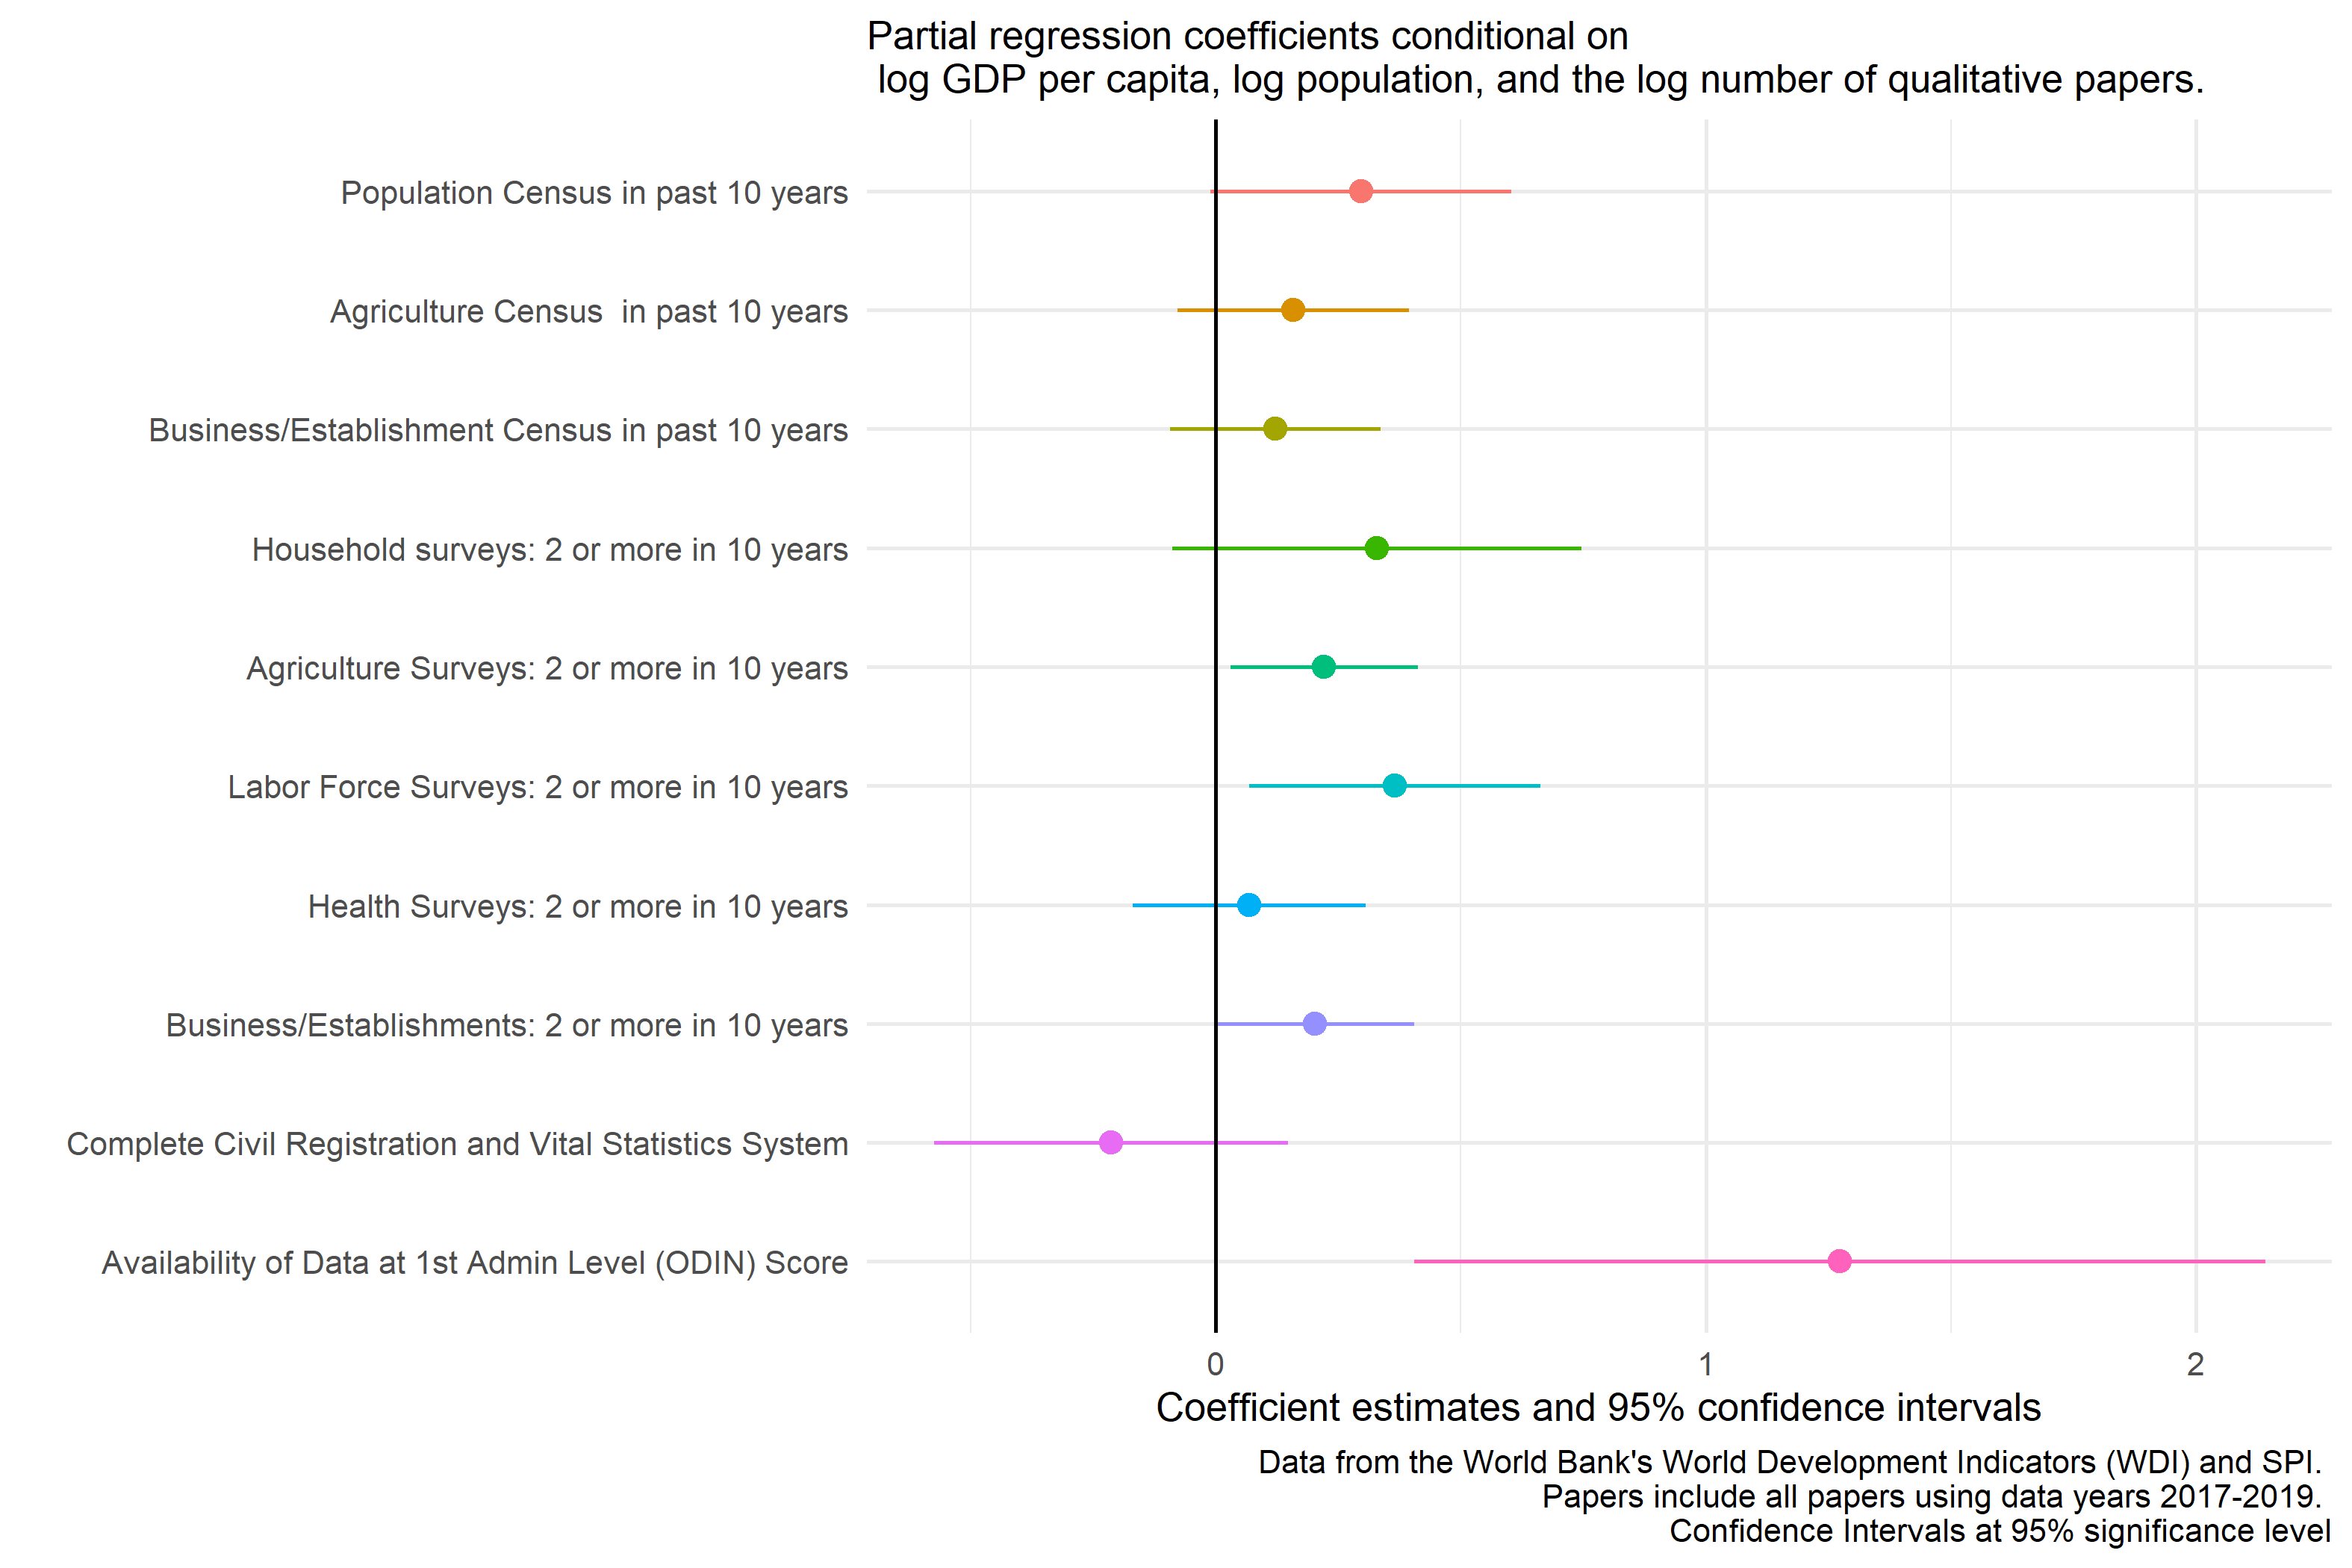 Partial regression coefficients conditional on
log GDP per capita, log population, and the log number of qualitative papers.
Population Census in past 10 years
Agriculture Census  in past 10 years
Business/Establishment Census in past 10 years
Household surveys: 2 or more in 10 years
Agriculture Surveys: 2 or more in 10 years
Labor Force Surveys: 2 or more in 10 years
Health Surveys: 2 or more in 10 years
Business/Establishments: 2 or more in 10 years
Complete Civil Registration and Vital Statistics System
Availability of Data at 1st Admin Level (ODIN) Score
0 1 2
Coefficient estimates and 95% confidence intervals
Data from the World Bank's World Development Indicators (WDI) and SPI.
Papers include all papers using data years 2017-2019.
Confidence Intervals at 95% significance level